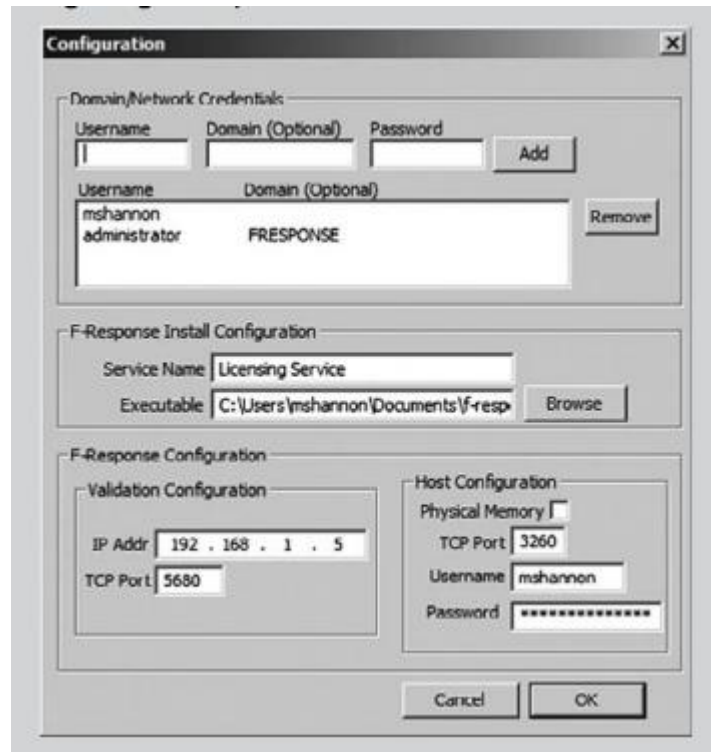 Configuration
Domain/Network Credentials
Username Domain (Optional) Password
Add
Username Domain (Optional)
mshannon
administrator FRESPONSE
Remove
F-Response Install Configuration
Service Name Licensing Service
Executable C:\Users\mshannon\Documents\f-resp Browse
F-Response Configuration
Validation Configuration
IP Addr 192 . 168 . 1 . 5
TCP Port 5680
Host Configuration
Physical Memory
TCP Port 3260
Username mshannon
Password **************
Cancel OK